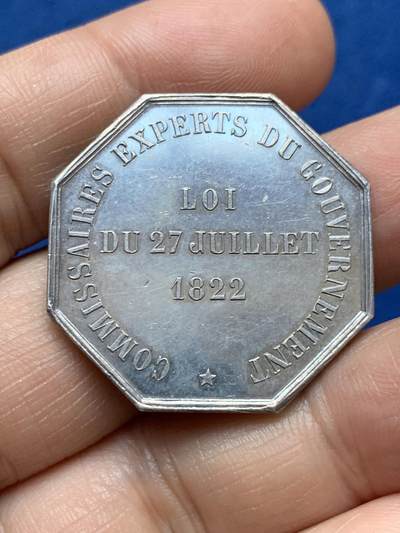 COMMISSAIRES EXPERTS DU GOUVERNEMENT
LOI
DU 27 JUILLET
1822